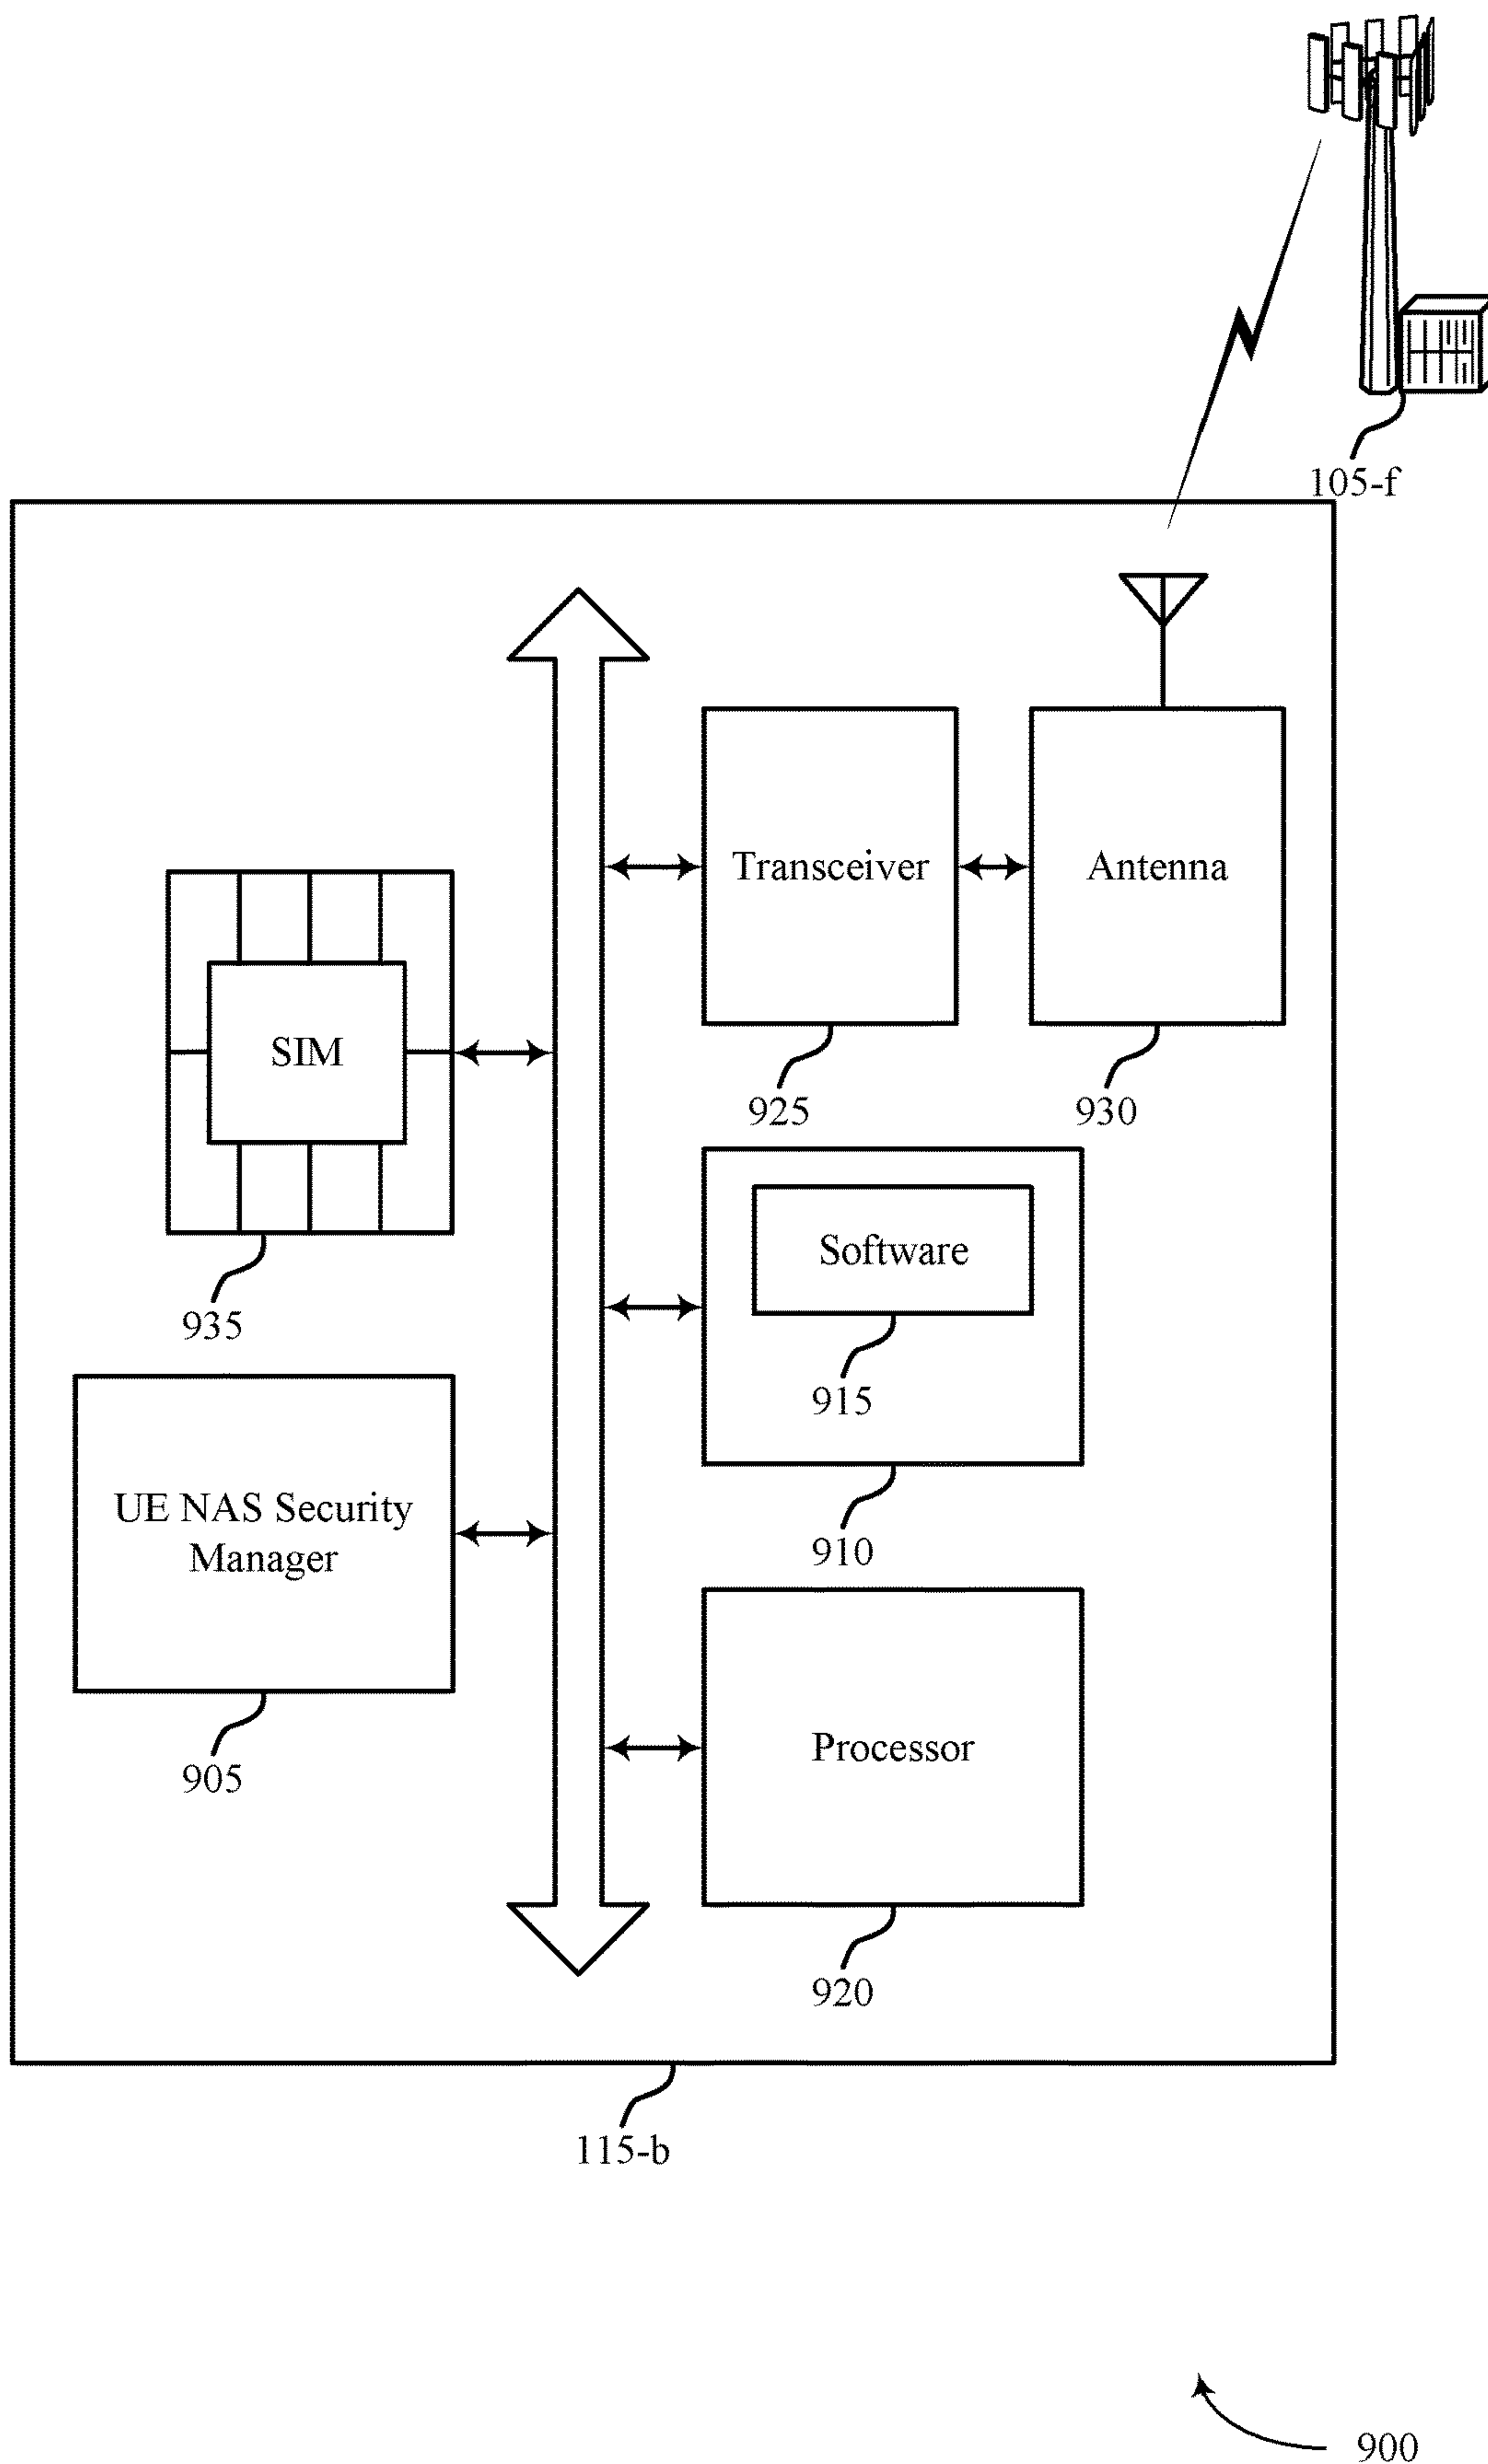 105-f
Transceiver
Antenna
925
930
SIM
935
Software
915
910
UE NAS Security
Manager
905
Processor
920
115-b
900